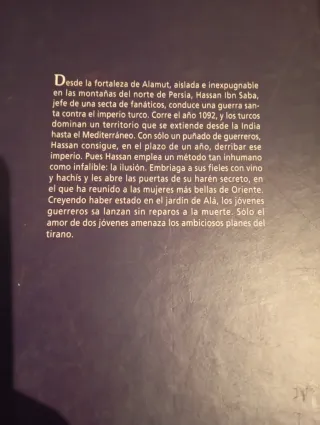 Desde la fortaleza de Alamut, aislada e inexpugnable
en las montañas del norte de Persia, Hassan Ibn Saba,
jefe de una secta de fanáticos, conduce una guerra san-
ta contra el imperio turco. Corre el año 1092, y los turcos
dominan un territorio que se extiende desde la India
hasta el Mediterráneo. Con sólo un puñado de guerreros,
Hassan consigue, en el plazo de un año, derribar ese
imperio. Pues Hassan emplea un método tan inhumano
como infalible: la ilusión. Embriaga a sus fieles con vino
y hachís y les abre las puertas de su harén secreto, en
el que ha reunido a las mujeres más bellas de Oriente.
Creyendo haber estado en el jardín de Alá, los jóvenes
guerreros sa lanzan sin reparos a la muerte. Sólo el
amor de dos jóvenes amenaza los ambiciosos planes del
tirano.